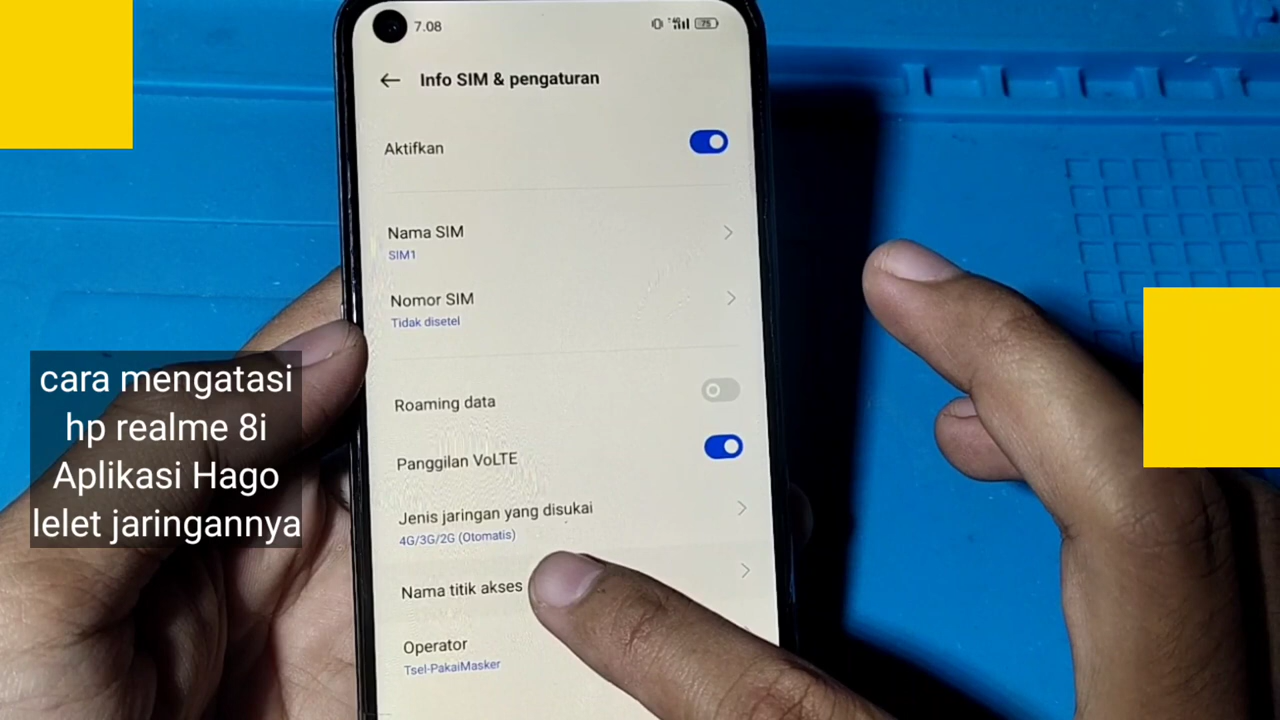 7.08
4G
75
Info SIM & pengaturan
Aktifkan
Nama SIM
SIM1
Nomor SIM
Tidak disetel
Roaming data
Panggilan VoLTE
Jenis jaringan yang disukai
4G/3G/2G (Otomatis)
Nama titik akses
Operator
Tsel-PakaiMasker
cara mengatasi
hp realme 8i
Aplikasi Hago
lelet jaringannya